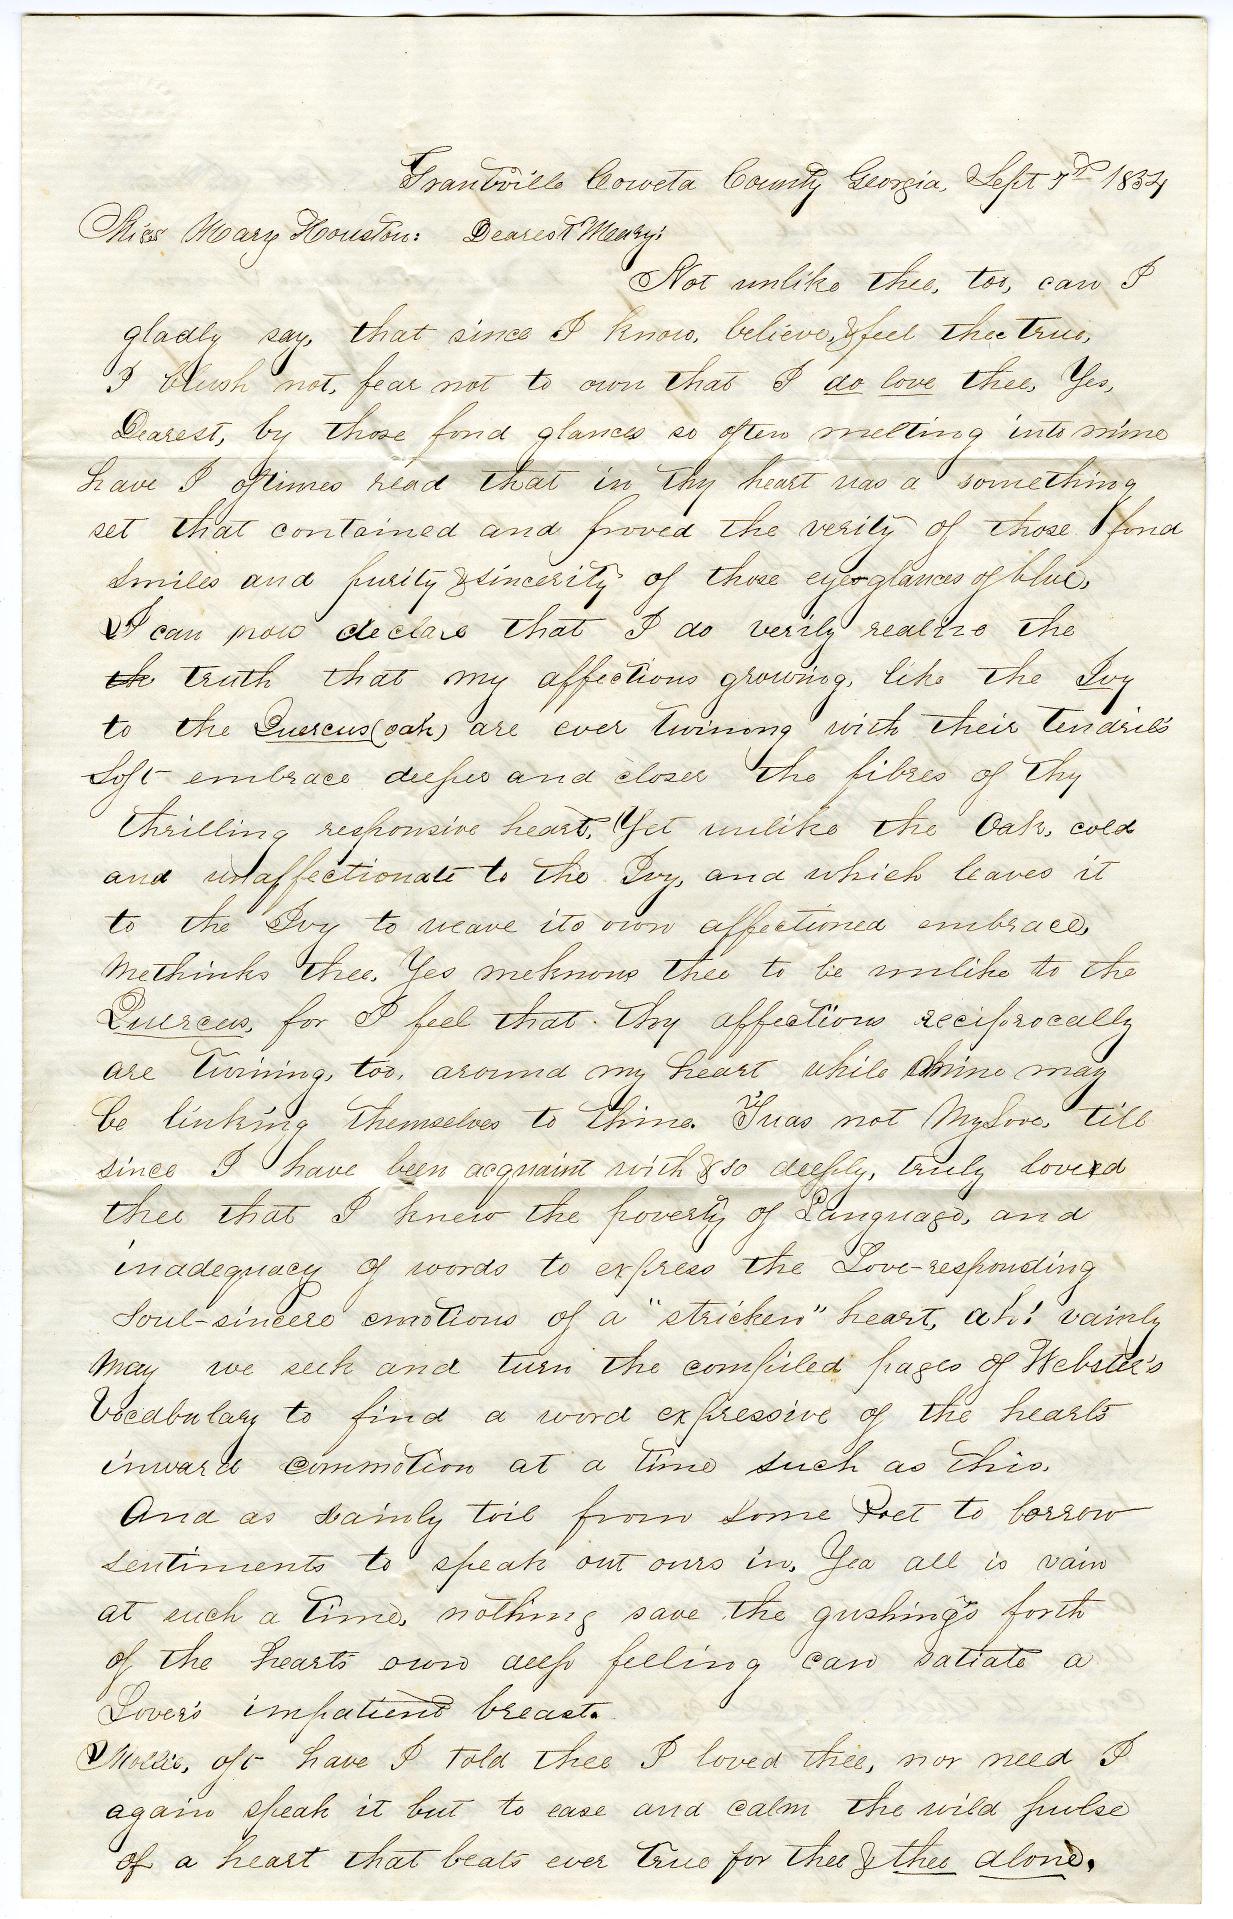 Grantville Coweta County Georgia, Sept 7th 1854
Miss Mary Houston: Dearest Mary:
Not unlike thee, too, can I
gladly say, that since I know, believe, & feel thee true,
I blush not, fear not to own that I do love thee. Yes,
Dearest, by those fond glances so often melting into mine
have I oftimes read that in thy heart was a something
set that contained and proved the verity of those fond
smiles and purity & sincerity of those eye-glances of blue,
I can now declare that I do verily realize the
th truth that my affections growing, like the Ivy
to the Quercus (oak) are ever twining with their tendril's
soft embrace deeper and closer the fibres of thy
thrilling responsive heart. Yet unlike the Oak, cold
and unaffectionate to the Ivy, and which leaves it
to the Ivy to weave its own affectioned embrace,
Methinks thee, Yes meknows thee to be unlike to the
Quercus, for I feel that thy affections reciprocally
are twining, too, around my heart while mine may
be linking themselves to thine. 'Twas not My Love, till
since I have been acquaint with & so deeply, truly loved
thee that I knew the poverty of Language, and
inadequacy of words to express the Love-responding
Soul-sincere emotions of a "stricken" heart, ah! vainly
may we seek and turn the compiled pages of Webster's
Vocabulary to find a word expressive of the hearts
inward commotion at a time such as this.
And as vainly toil from some Poet to borrow
sentiments to speak out ours in. Yea all is vain
at such a time, nothing save the gushings forth
of the hearts own deep feeling can satiate a
Lover's impatient breast.
Mollie, oft have I told thee I loved thee, nor need I
again speak it but to ease and calm the wild pulse
of a heart that beats ever true for thee & thee alone.